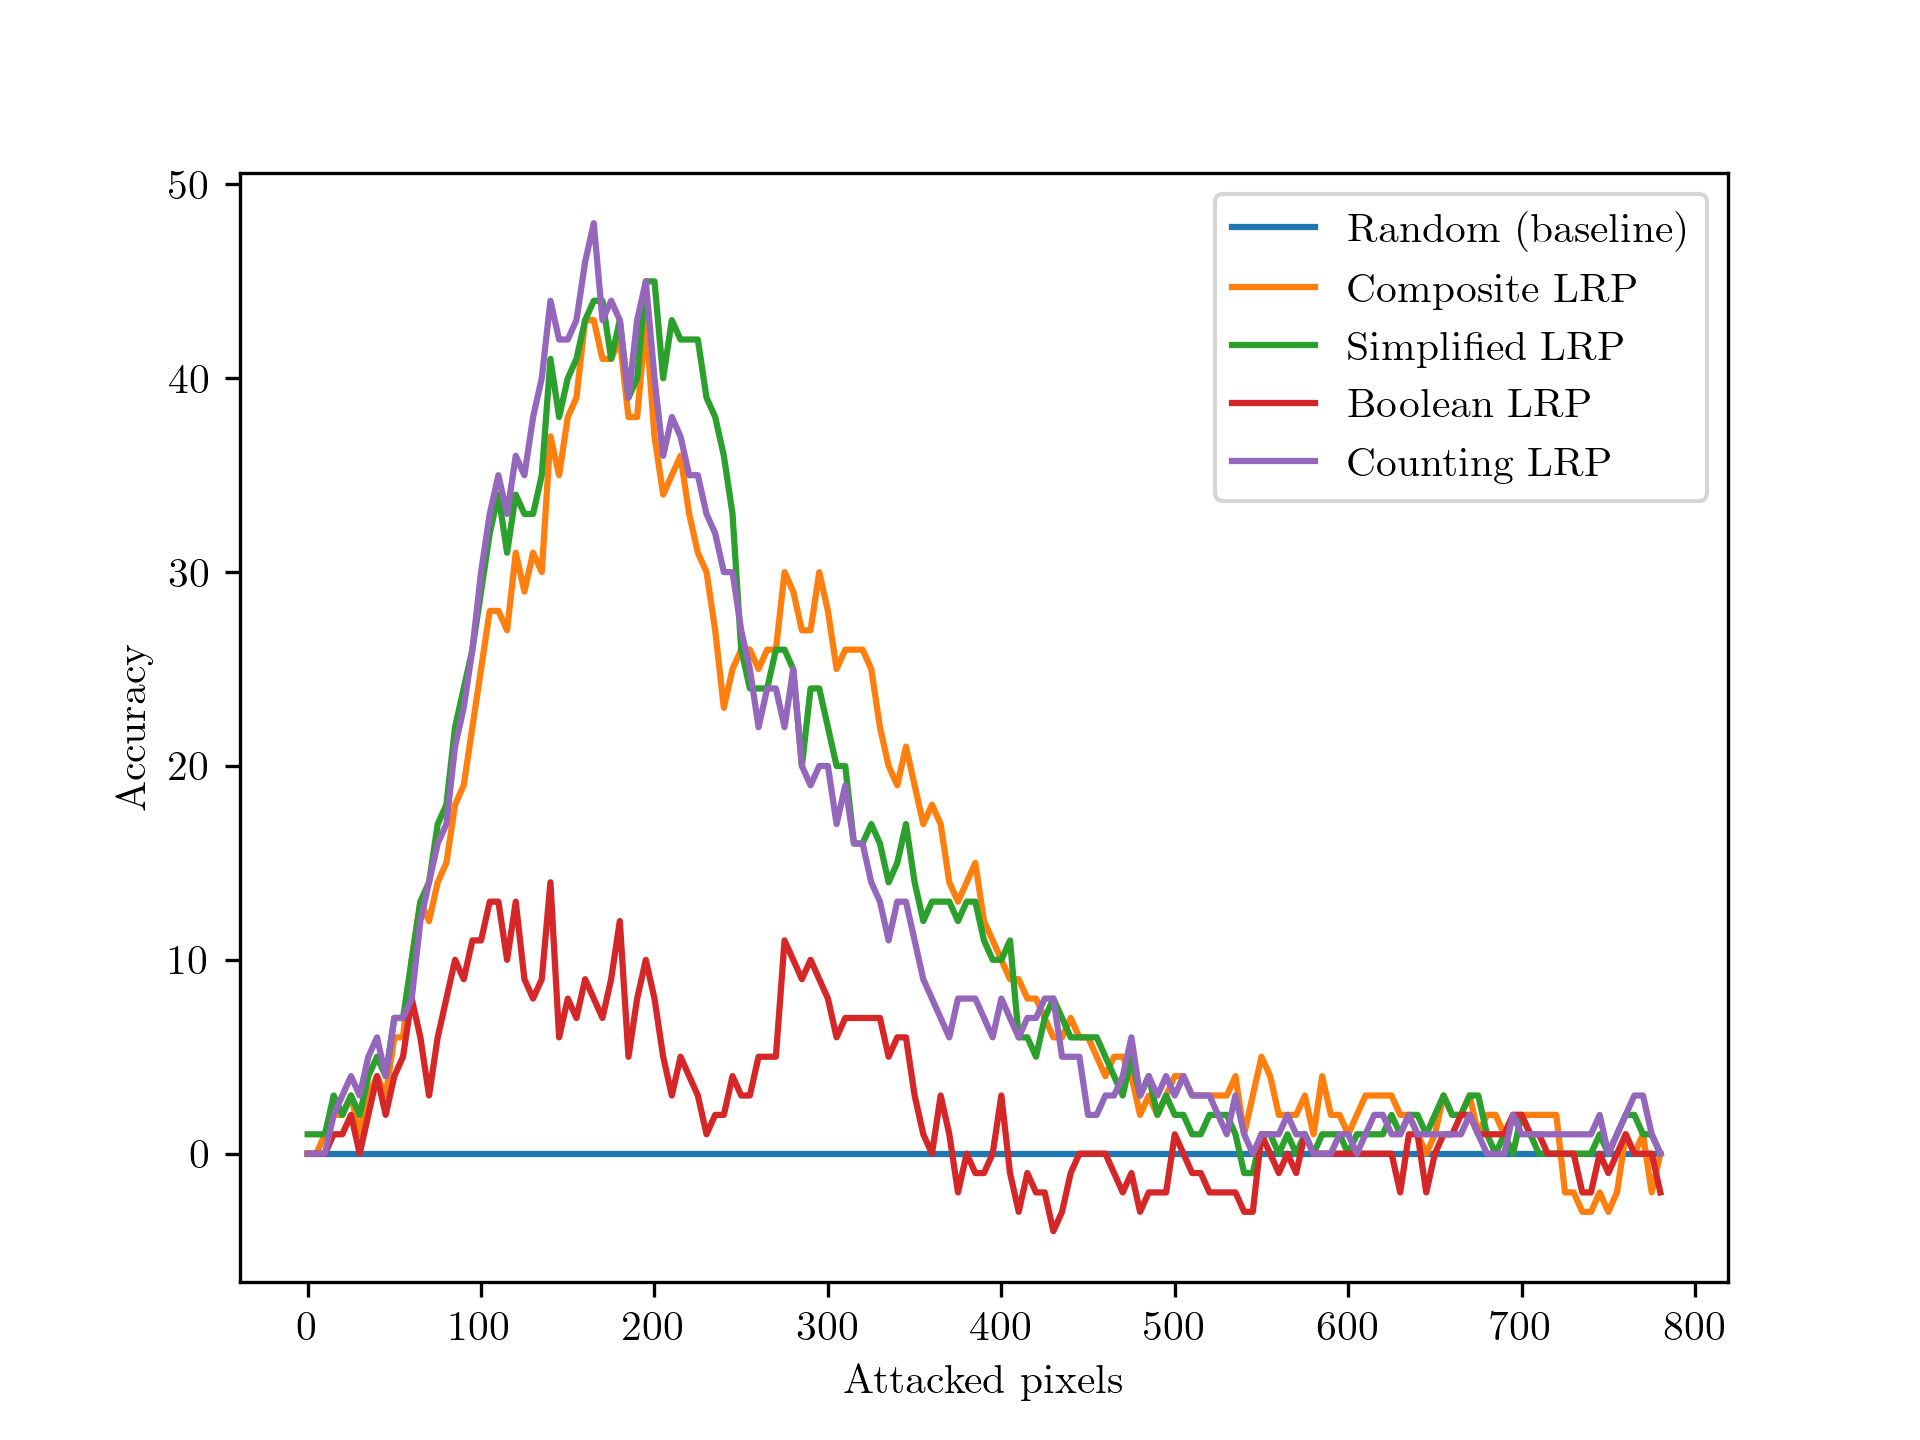 50
40
30
20
10
0
Accuracy
Random (baseline)
Composite LRP
Simplified LRP
Boolean LRP
Counting LRP
0 100 200 300 400 500 600 700 800
Attacked pixels